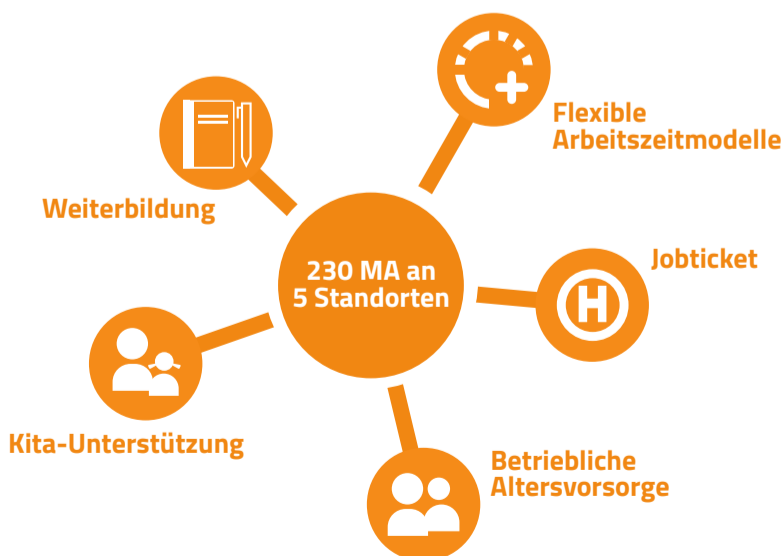 Flexible
Arbeitszeitmodelle
Weiterbildung
230 MA an
5 Standorten
Jobticket
H
Kita-Unterstützung
Betriebliche
Altersvorsorge